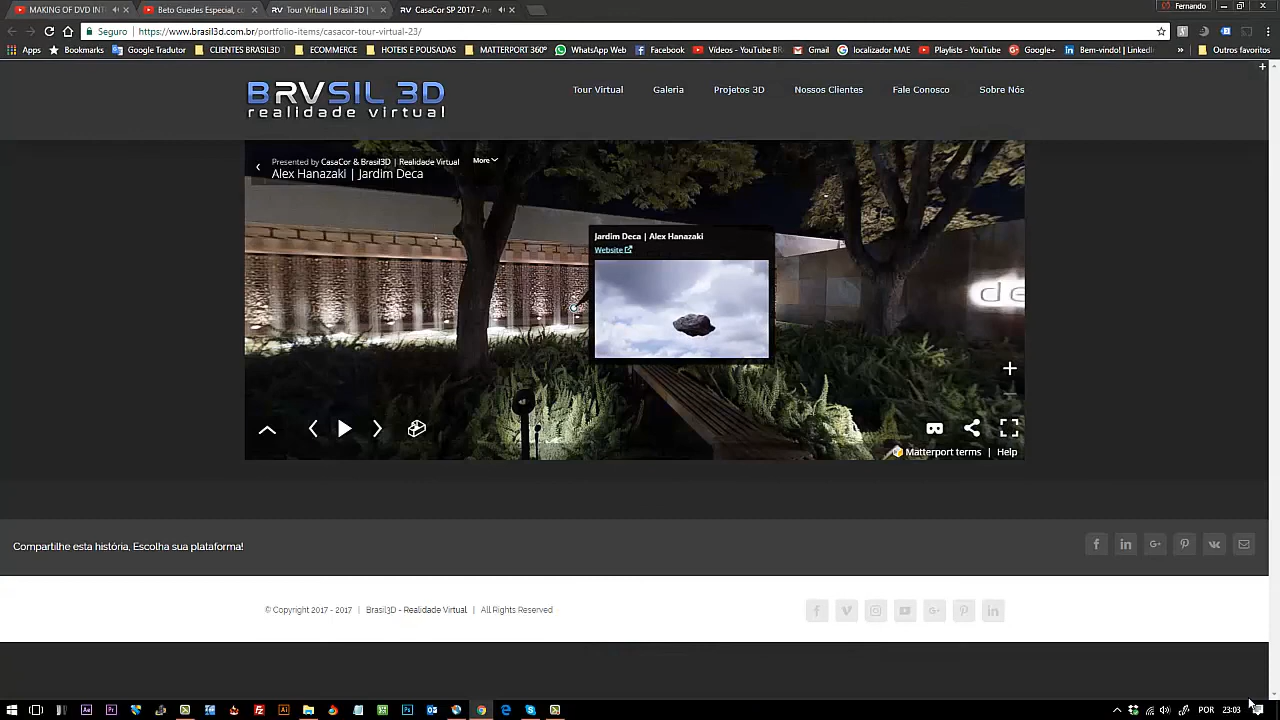 MAKING OF DVD INT
Beto Guedes Especial, co
Tour Virtual | Brasil 3D | V
CasaCor SP 2017 - An
Fernando
Seguro
https://www.brasil3d.com.br/portfolio-items/casacor-tour-virtual-23/
Apps
Bookmarks
Google Tradutor
CLIENTES BRASIL3D
ECOMMERCE
HOTEIS E POUSADAS
MATTERPORT 360º
WhatsApp Web
Facebook
Vídeos - YouTube BR
Gmail
localizador MAE
Playlists - YouTube
Google+
Bem-vindo! | LinkedIn
»
Outros favoritos
BRVSIL 3D
realidade virtual
Tour Virtual
Galeria
Projetos 3D
Nossos Clientes
Fale Conosco
Sobre Nós
Presented by CasaCor & Brasil3D | Realidade Virtual
More
Alex Hanazaki | Jardim Deca
Jardim Deca | Alex Hanazaki
Website
de
Matterport terms | Help
Compartilhe esta história, Escolha sua plataforma!
© Copyright 2017 - 2017 | Brasil3D - Realidade Virtual | All Rights Reserved
POR
23:03